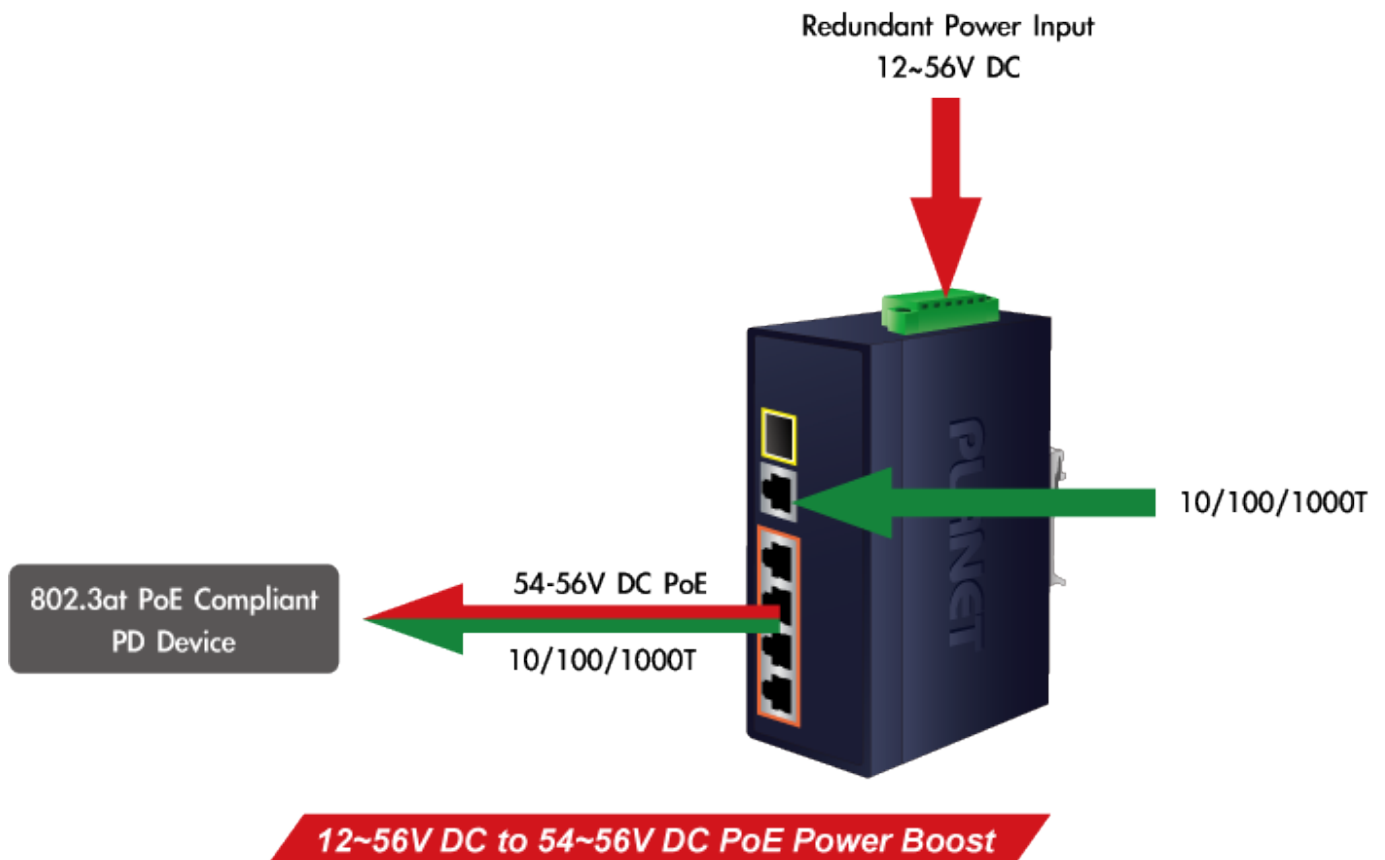 Redundant Power Input
12~56V DC
PLANET
10/100/1000T
54-56V DC PoE
10/100/1000T
802.3at PoE Compliant
PD Device
12~56V DC to 54~56V DC PoE Power Boost